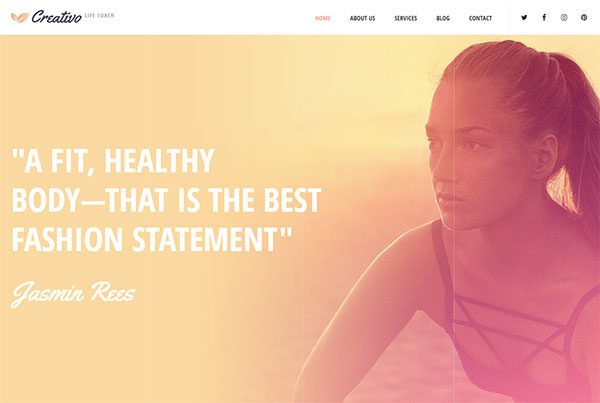 Creativo LIFE COACH
HOME ABOUT US SERVICES BLOG CONTACT
"A FIT, HEALTHY
BODY—THAT IS THE BEST
FASHION STATEMENT"
Jasmin Rees